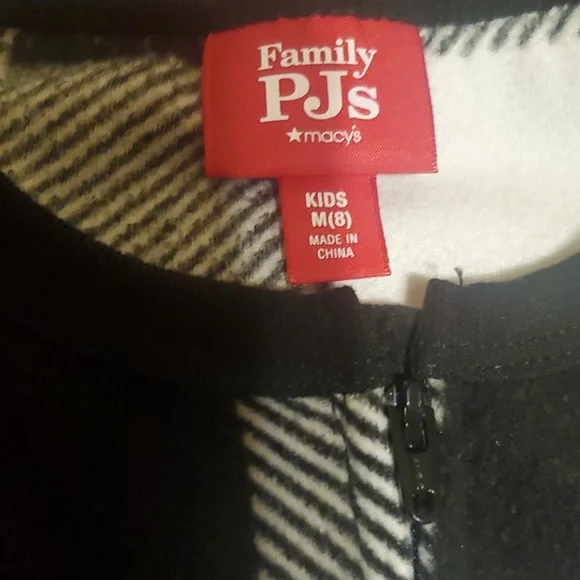 Family
PJs
★macy's
KIDS
M(8)
MADE IN
CHINA